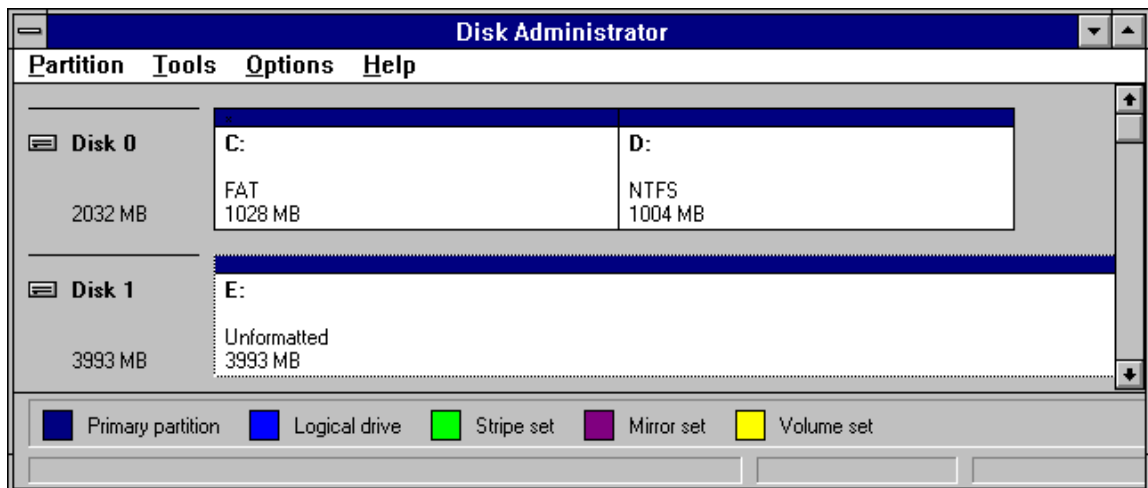 Disk Administrator
Partition Tools Options Help
Disk 0
2032 MB
C:
FAT
1028 MB
D:
NTFS
1004 MB
Disk 1
3993 MB
E:
Unformatted
3993 MB
Primary partition Logical drive Stripe set Mirror set Volume set